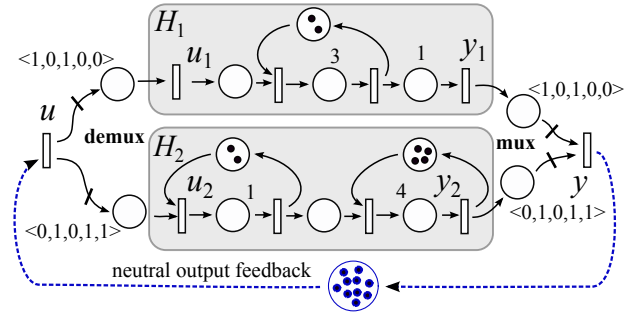 H1
<1,0,1,0,0>
u1
3
1
y1
<1,0,1,0,0>
u
demux
mux
H2
u2
1
4
y2
y
<0,1,0,1,1>
<0,1,0,1,1>
neutral output feedback